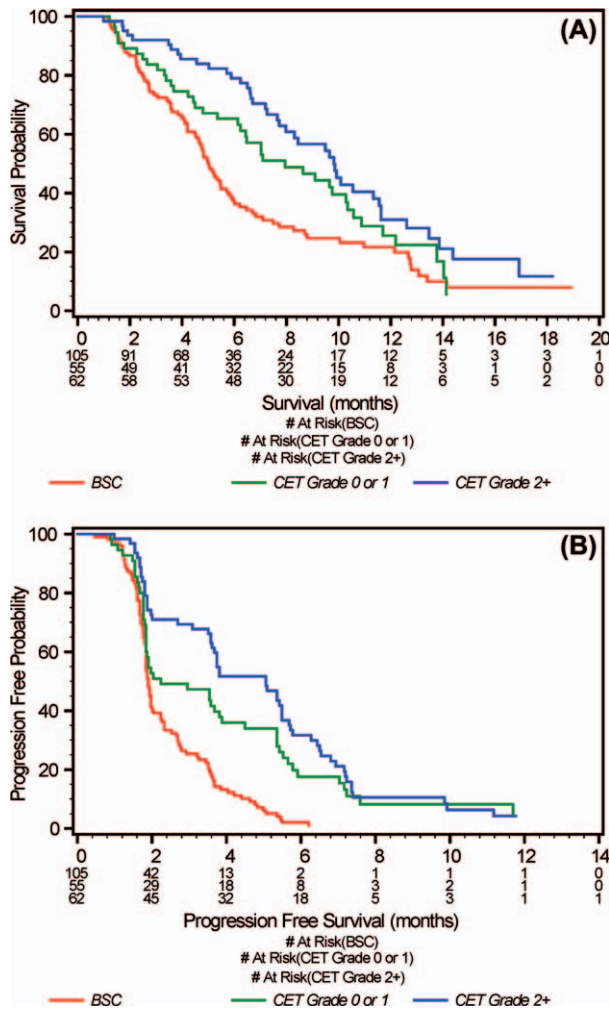 (A)
Survival Probability
100
80
60
40
20
0
0 2 4 6 8 10 12 14 16 18 20
105 91 68 36 24 17 12 5 3 3 1
55 49 41 32 22 15 8 3 1 0 0
62 58 53 48 30 19 12 6 5 2 0
Survival (months)
# At Risk(BSC)
# At Risk(CET Grade 0 or 1)
# At Risk(CET Grade 2+)
BSC CET Grade 0 or 1 CET Grade 2+
(B)
Progression Free Probability
100
80
60
40
20
0
0 2 4 6 8 10 12 14
105 42 13 2 1 1 1 0
55 29 18 8 3 2 1 0
62 45 32 18 5 3 1 1
Progression Free Survival (months)
# At Risk(BSC)
# At Risk(CET Grade 0 or 1)
# At Risk(CET Grade 2+)
BSC CET Grade 0 or 1 CET Grade 2+